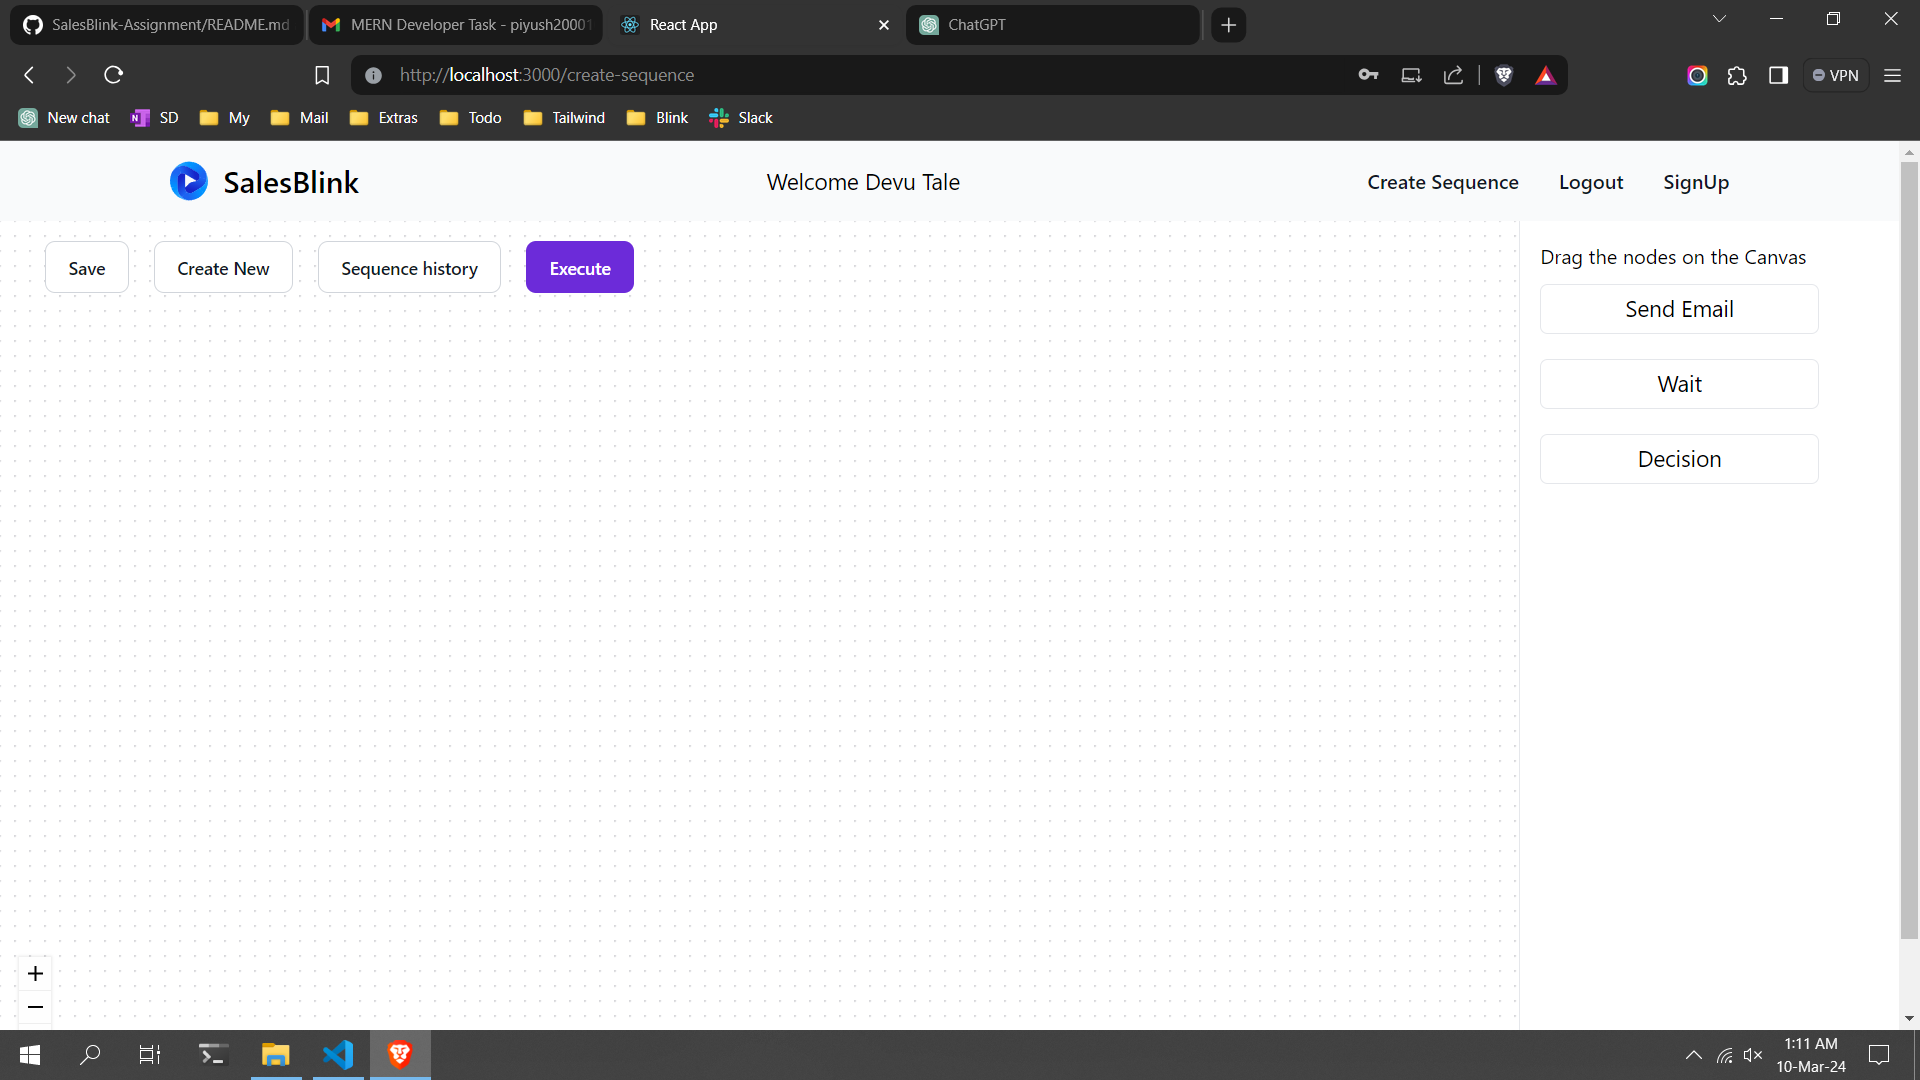 SalesBlink-Assignment/README.md
MERN Developer Task - piyush20001
React App
ChatGPT
http://localhost:3000/create-sequence
VPN
New chat
SD
My
Mail
Extras
Todo
Tailwind
Blink
Slack
SalesBlink
Welcome Devu Tale
Create Sequence
Logout
SignUp
Save
Create New
Sequence history
Execute
Drag the nodes on the Canvas
Send Email
Wait
Decision
1:11 AM
10-Mar-24